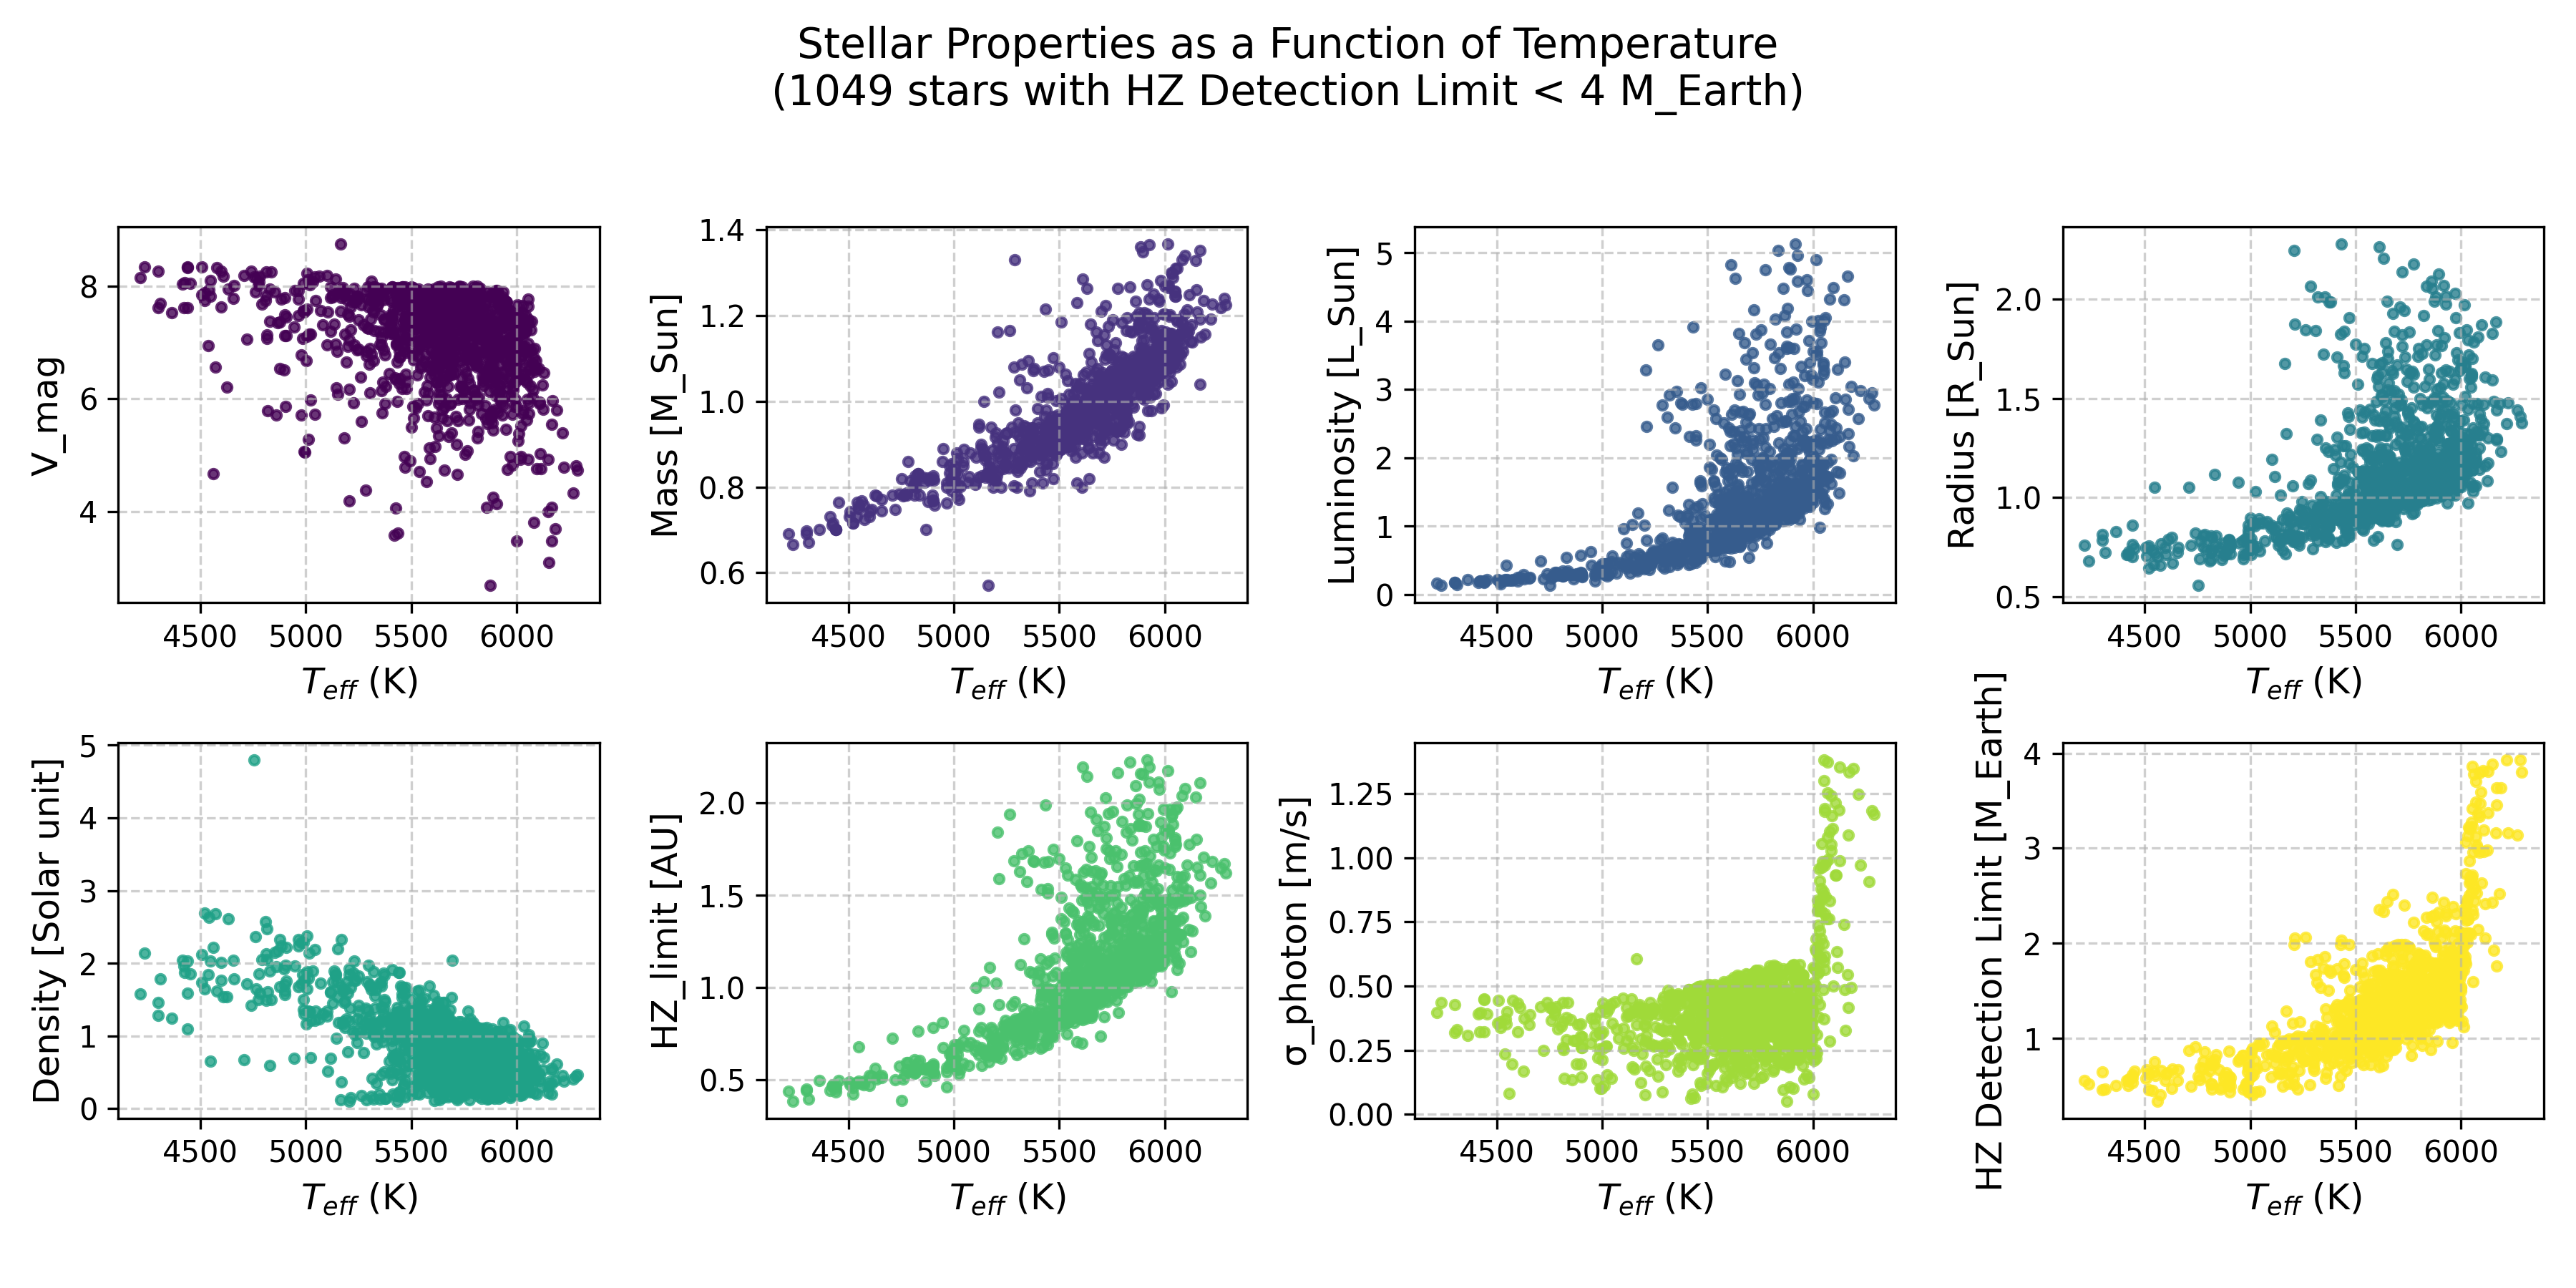 Stellar Properties as a Function of Temperature
(1049 stars with HZ Detection Limit < 4 M_Earth)
V_mag
8
6
4
4500 5000 5500 6000
T_eff (K)
Mass [M_Sun]
1.4
1.2
1.0
0.8
0.6
4500 5000 5500 6000
T_eff (K)
Luminosity [L_Sun]
5
4
3
2
1
0
4500 5000 5500 6000
T_eff (K)
Radius [R_Sun]
2.0
1.5
1.0
0.5
4500 5000 5500 6000
T_eff (K)
Density [Solar unit]
5
4
3
2
1
0
4500 5000 5500 6000
T_eff (K)
HZ_limit [AU]
2.0
1.5
1.0
0.5
4500 5000 5500 6000
T_eff (K)
σ_photon [m/s]
1.25
1.00
0.75
0.50
0.25
0.00
4500 5000 5500 6000
T_eff (K)
HZ Detection Limit [M_Earth]
4
3
2
1
4500 5000 5500 6000
T_eff (K)